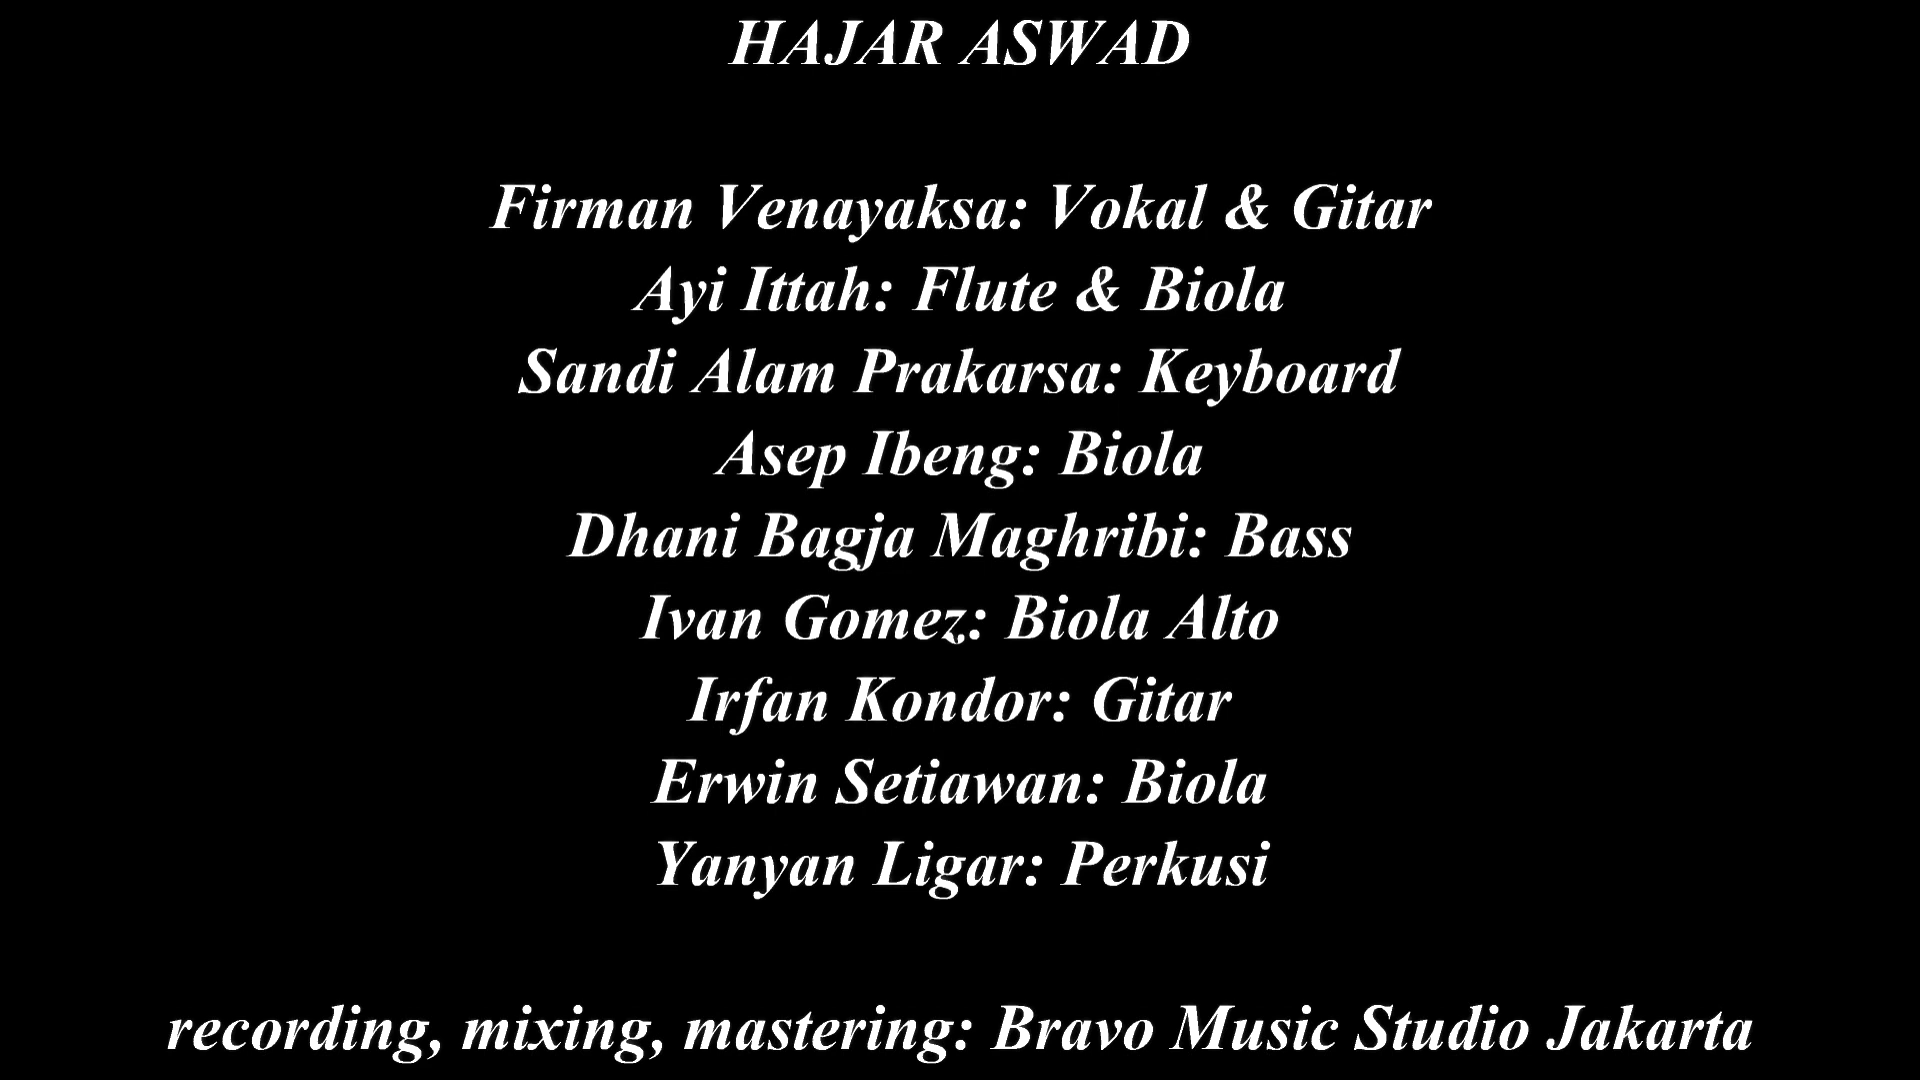 HAJAR ASWAD
Firman Venayaksa: Vokal & Gitar
Ayi Ittah: Flute & Biola
Sandi Alam Prakarsa: Keyboard
Asep Ibeng: Biola
Dhani Bagja Maghribi: Bass
Ivan Gomez: Biola Alto
Irfan Kondor: Gitar
Erwin Setiawan: Biola
Yanyan Ligar: Perkusi
recording, mixing, mastering: Bravo Music Studio Jakarta